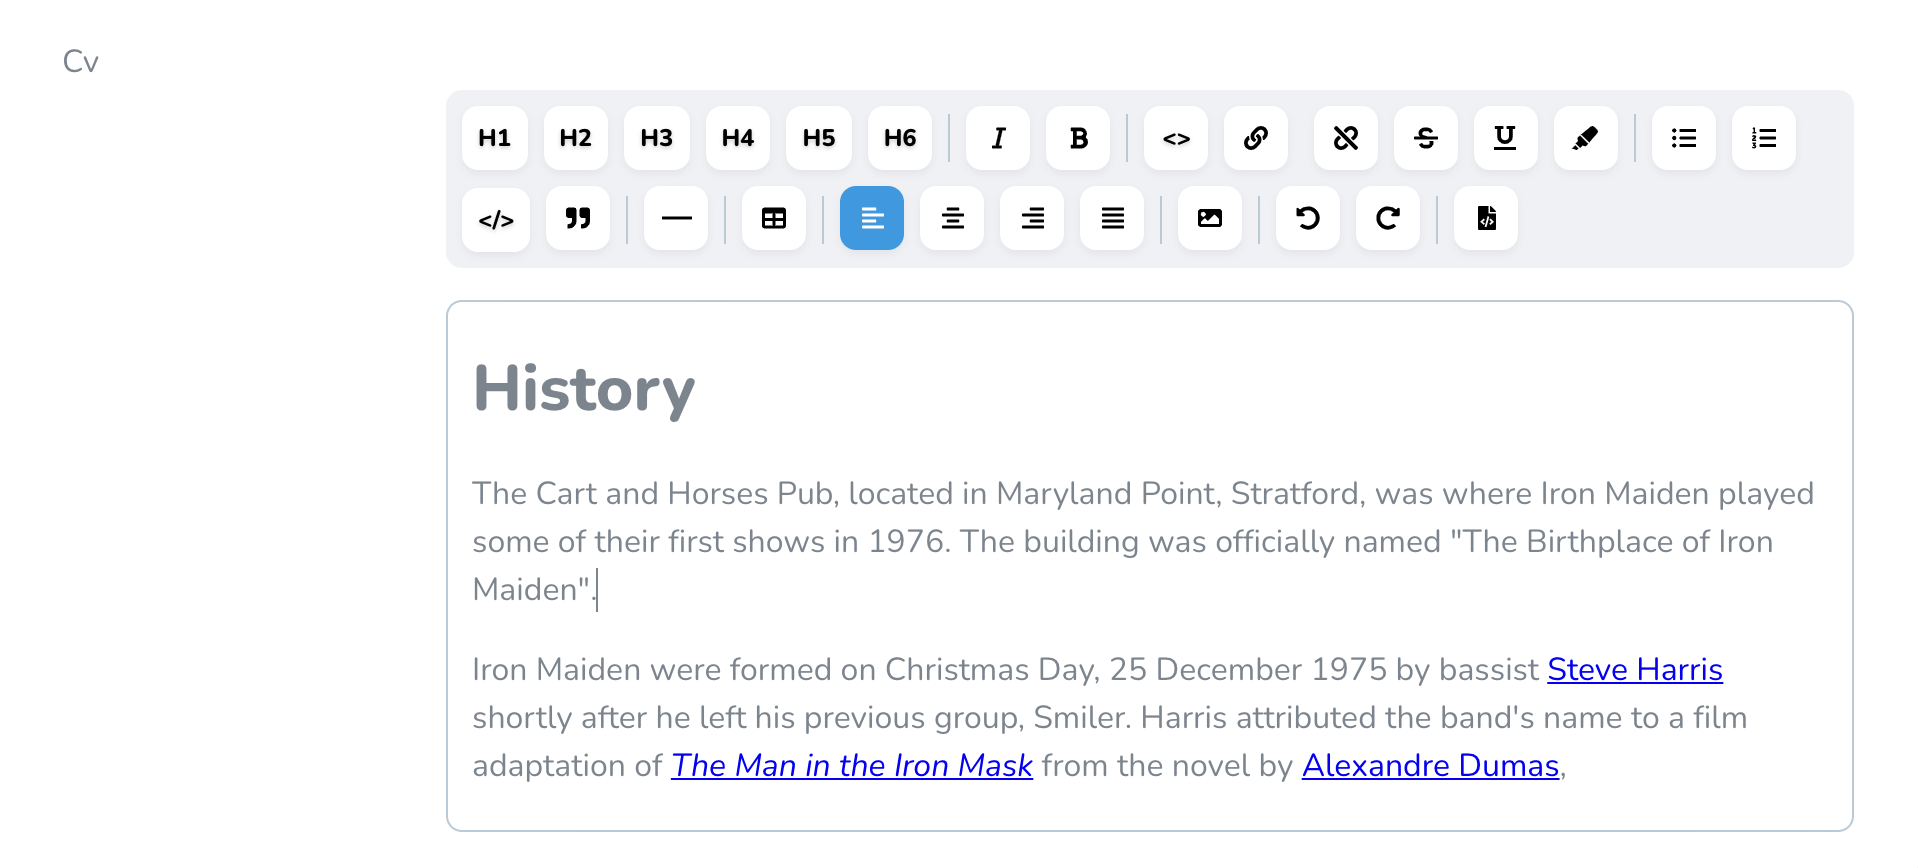 Cv
H1 H2 H3 H4 H5 H6 I B <> S U
</>
History
The Cart and Horses Pub, located in Maryland Point, Stratford, was where Iron Maiden played
some of their first shows in 1976. The building was officially named "The Birthplace of Iron
Maiden".
Iron Maiden were formed on Christmas Day, 25 December 1975 by bassist Steve Harris
shortly after he left his previous group, Smiler. Harris attributed the band's name to a film
adaptation of The Man in the Iron Mask from the novel by Alexandre Dumas,